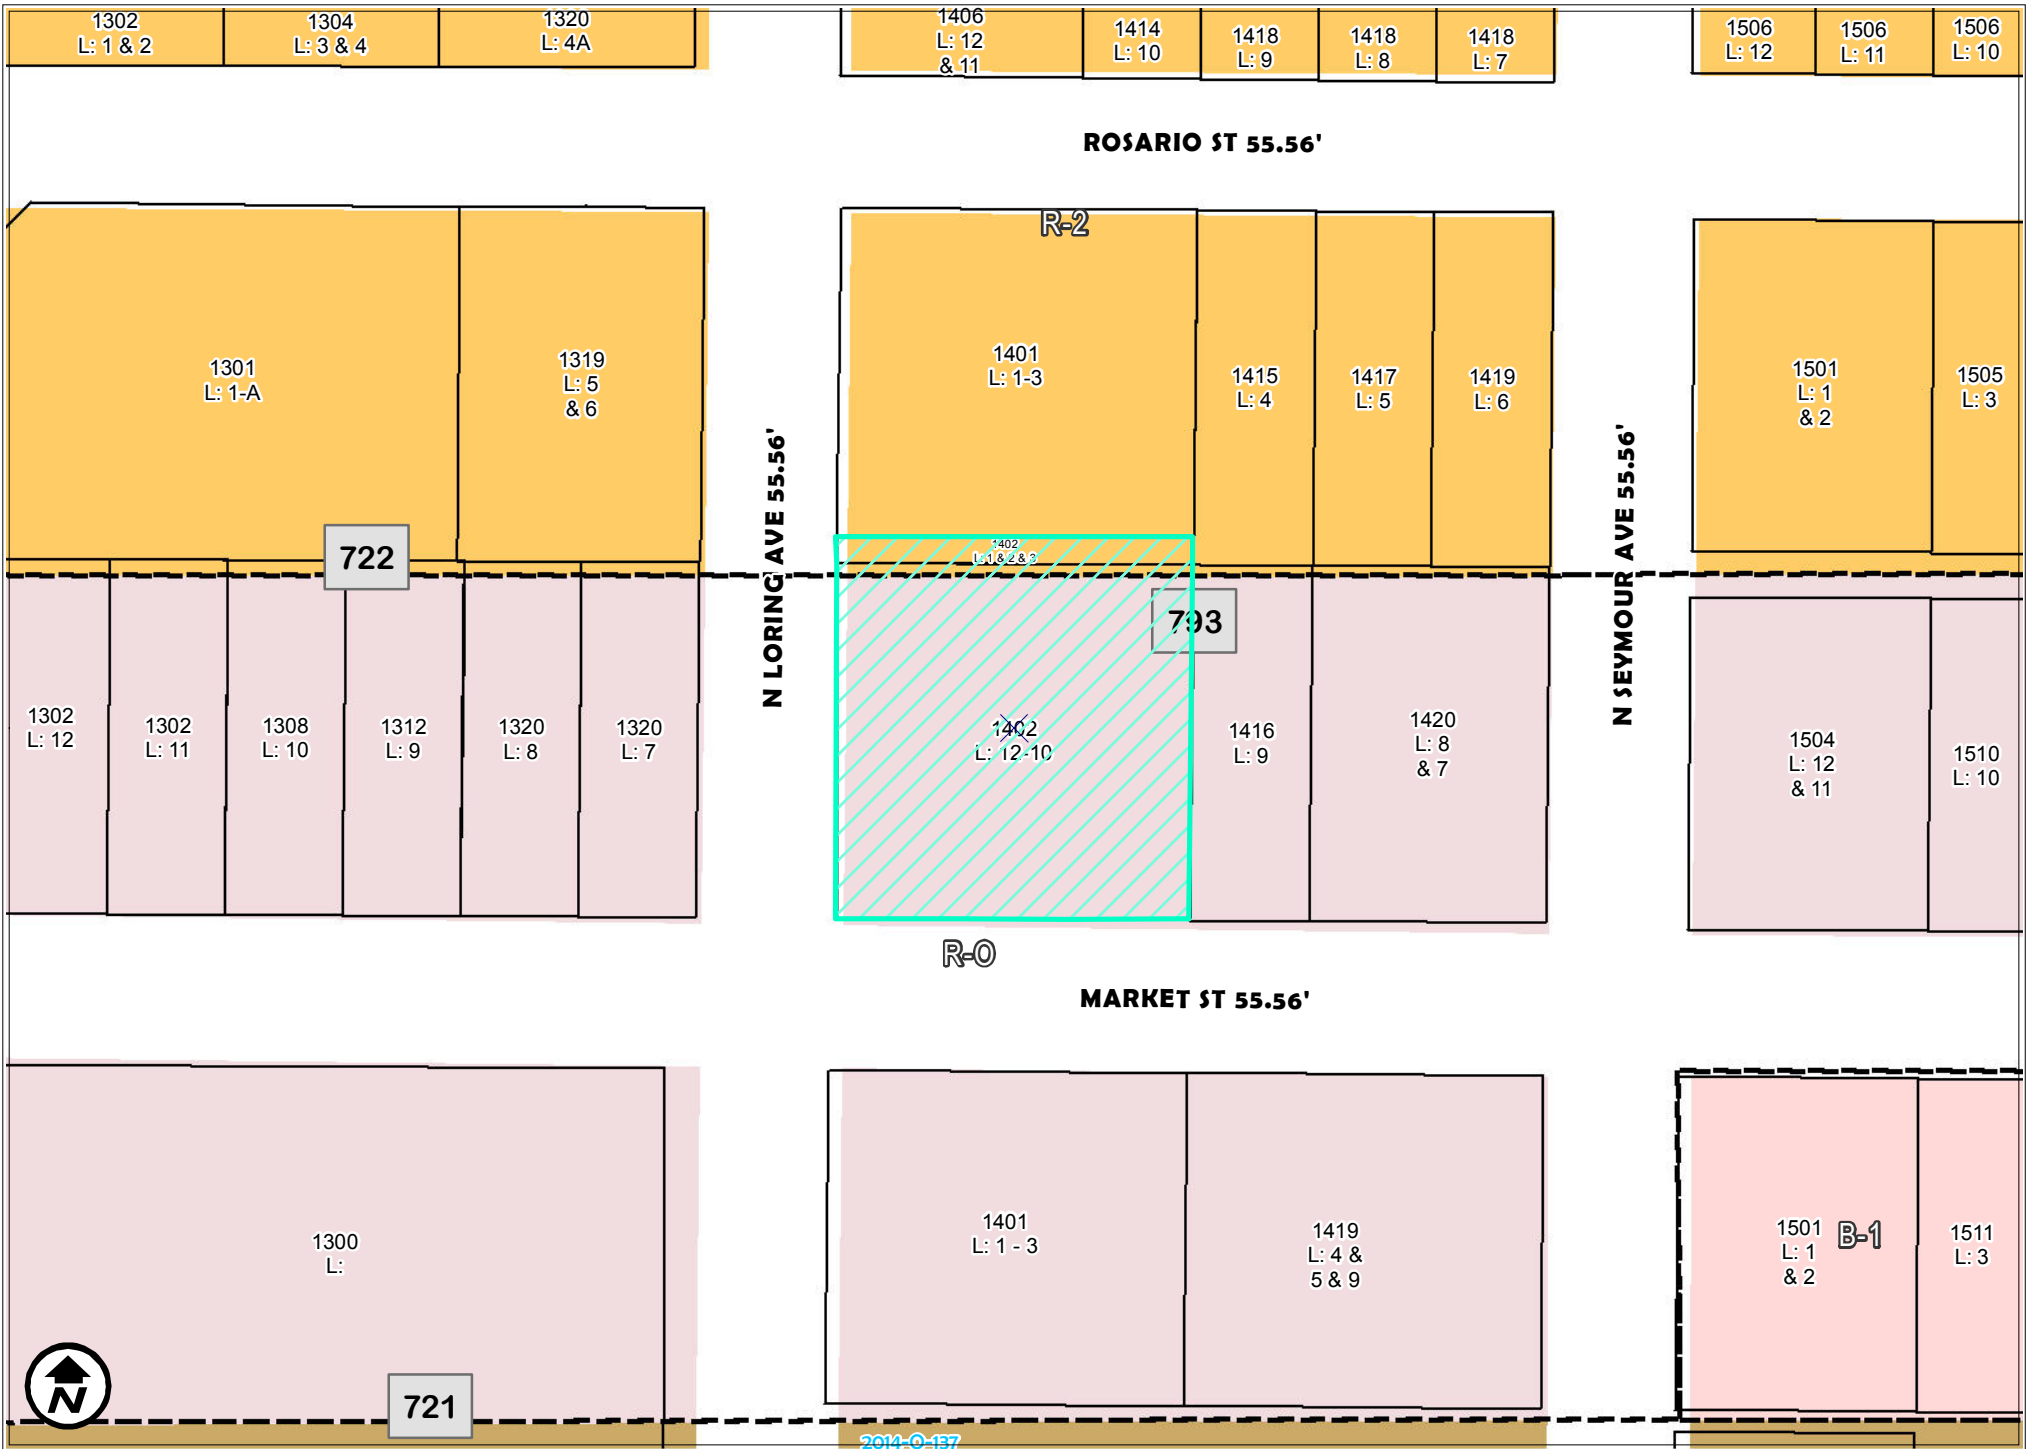 1302
L: 1 & 2
1304
L: 3 & 4
1320
L: 4A
1406
L: 12
& 11
1414
L: 10
1418
L: 9
1418
L: 8
1418
L: 7
1506
L: 12
1506
L: 11
1506
L: 10
ROSARIO ST 55.56'
R-2
1301
L: 1-A
1319
L: 5
& 6
1401
L: 1-3
1415
L: 4
1417
L: 5
1419
L: 6
1501
L: 1
& 2
1505
L: 3
N LORING AVE 55.56'
N SEYMOUR AVE 55.56'
722
1402
L: 1 & 2 & 3
793
1302
L: 12
1302
L: 11
1308
L: 10
1312
L: 9
1320
L: 8
1320
L: 7
1402
L: 12-10
1416
L: 9
1420
L: 8
& 7
1504
L: 12
& 11
1510
L: 10
R-O
MARKET ST 55.56'
1300
L:
1401
L: 1 - 3
1419
L: 4 &
5 & 9
1501
L: 1
& 2
B-1
1511
L: 3
N
721
2014-O-137